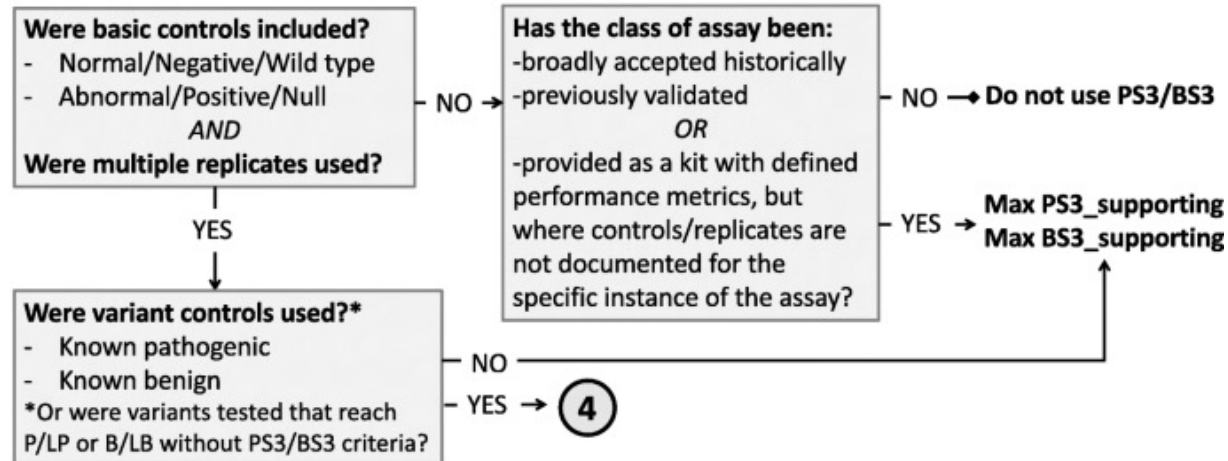 Were basic controls included?
- Normal/Negative/Wild type
- Abnormal/Positive/Null
AND
Were multiple replicates used?
NO
Has the class of assay been:
-broadly accepted historically
-previously validated
OR
-provided as a kit with defined
performance metrics, but
where controls/replicates are
not documented for the
specific instance of the assay?
NO
Do not use PS3/BS3
YES
Max PS3_supporting
Max BS3_supporting
YES
Were variant controls used?*
- Known pathogenic
- Known benign
*Or were variants tested that reach
P/LP or B/LB without PS3/BS3 criteria?
NO
YES
4